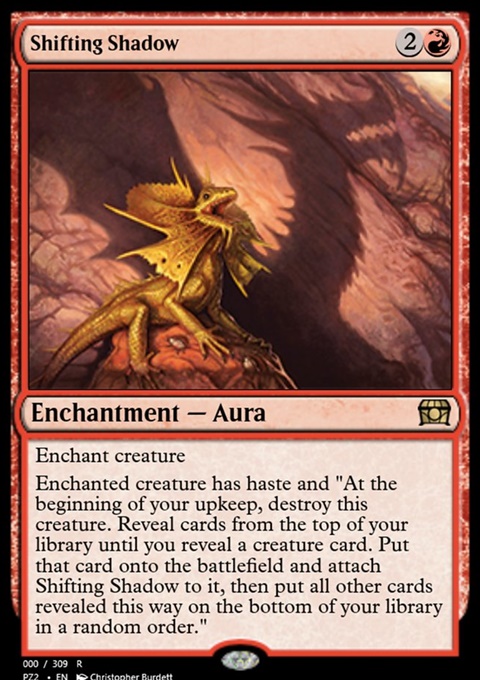 Shifting Shadow 2
Enchantment — Aura
Enchant creature
Enchanted creature has haste and "At the
beginning of your upkeep, destroy this
creature. Reveal cards from the top of your
library until you reveal a creature card. Put
that card onto the battlefield and attach
Shifting Shadow to it, then put all other cards
revealed this way on the bottom of your library
in a random order."
000 / 309 R
PZ2 • EN Christopher Burdett